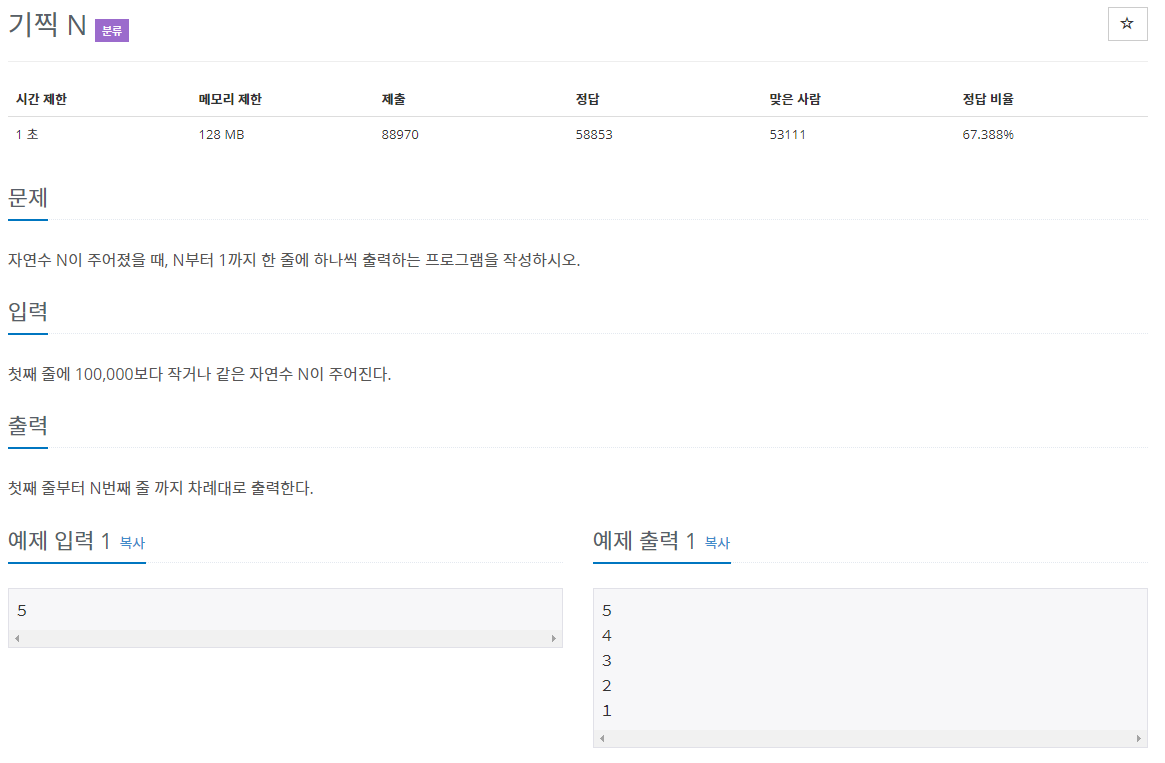 기찍 N 분류
☆
시간 제한 메모리 제한 제출 정답 맞은 사람 정답 비율
1 초 128 MB 88970 58853 53111 67.388%
문제
자연수 N이 주어졌을 때, N부터 1까지 한 줄에 하나씩 출력하는 프로그램을 작성하시오.
입력
첫째 줄에 100,000보다 작거나 같은 자연수 N이 주어진다.
출력
첫째 줄부터 N번째 줄 까지 차례대로 출력한다.
예제 입력 1 복사
5
예제 출력 1 복사
5
4
3
2
1